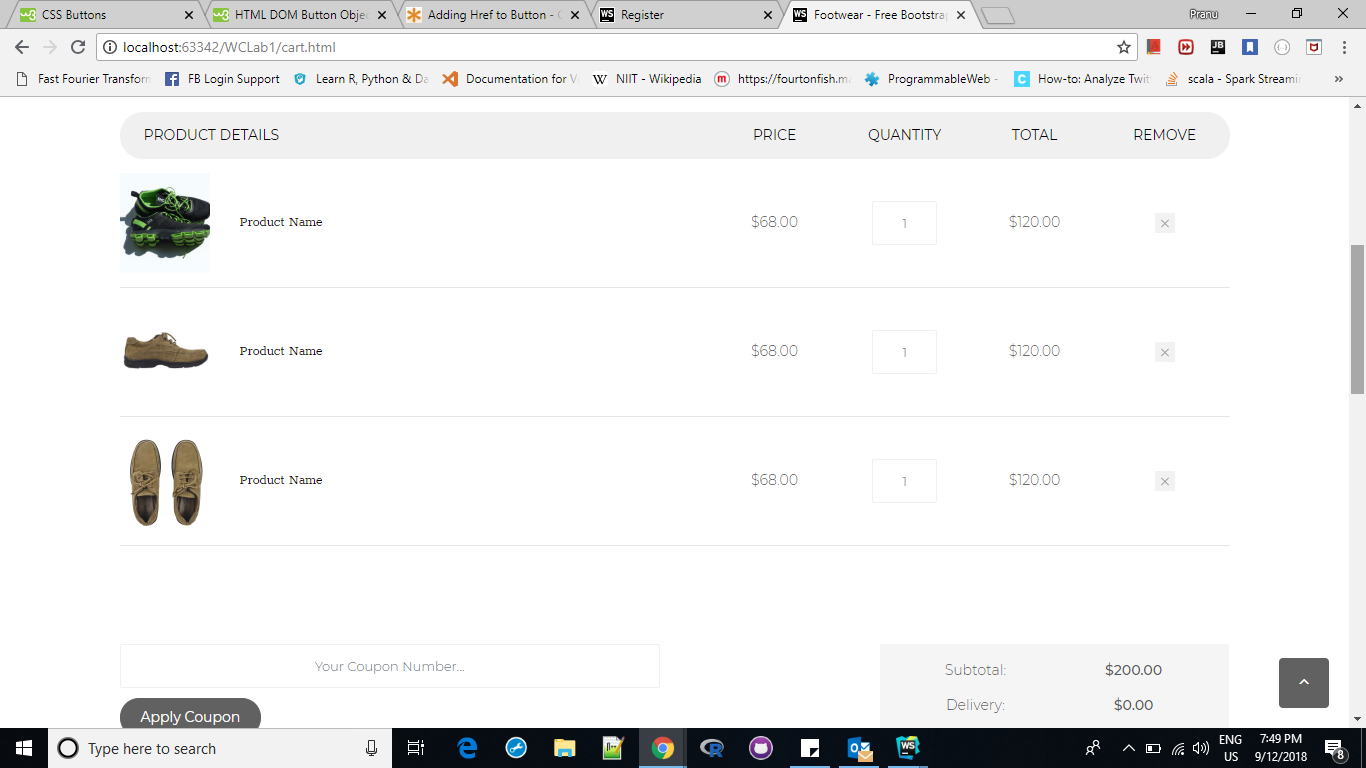 CSS Buttons
HTML DOM Button Objec
Adding Href to Button -
Register
Footwear - Free Bootstrap
Pranu
localhost:63342/WCLab1/cart.html
Fast Fourier Transform
FB Login Support
Learn R, Python & Da
Documentation for V
NIIT - Wikipedia
https://fourtonfish.m
ProgrammableWeb -
How-to: Analyze Twit
scala - Spark Streami
»
PRODUCT DETAILS PRICE QUANTITY TOTAL REMOVE
Product Name $68.00 1 $120.00 ×
Product Name $68.00 1 $120.00 ×
Product Name $68.00 1 $120.00 ×
Your Coupon Number...
Apply Coupon
Subtotal: $200.00
Delivery: $0.00
Type here to search
ENG
US
7:49 PM
9/12/2018
8